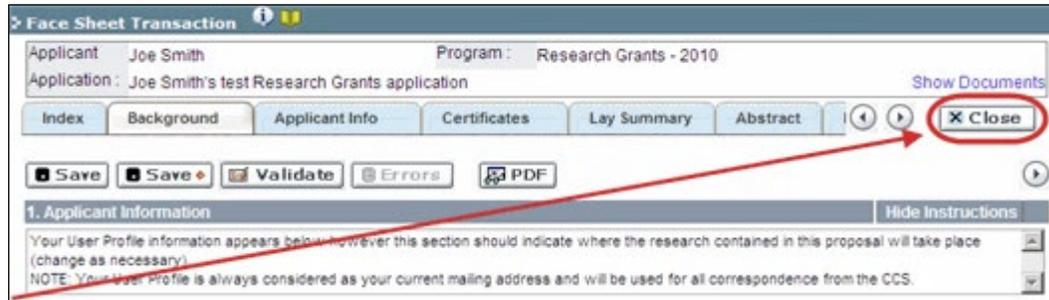 Face Sheet Transaction
Applicant Joe Smith Program : Research Grants - 2010
Application : Joe Smith's test Research Grants application Show Documents
Index Background Applicant Info Certificates Lay Summary Abstract Close
Save Save Validate Errors PDF
1. Applicant Information Hide Instructions
Your User Profile information appears below however this section should indicate where the research contained in this proposal will take place
(change as necessary)
NOTE: Your User Profile is always considered as your current mailing address and will be used for all correspondence from the CCS.